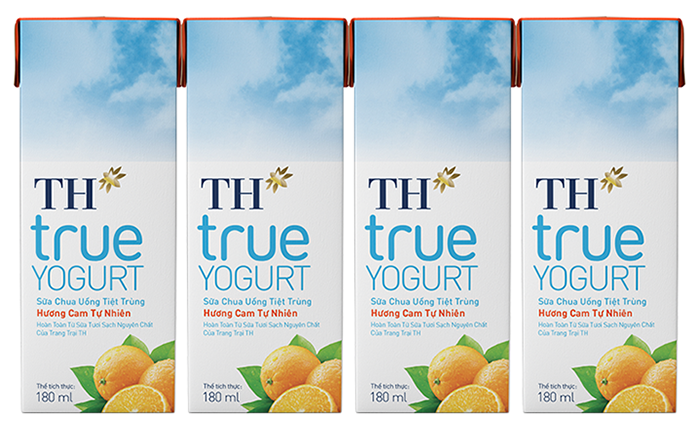 TH
true
YOGURT
Sữa Chua Uống Tiệt Trùng
Hương Cam Tự Nhiên
Hoàn Toàn Từ Sữa Tươi Sạch Nguyên Chất
Của Trang Trại TH
Thể tích thực:
180 ml
TH
true
YOGURT
Sữa Chua Uống Tiệt Trùng
Hương Cam Tự Nhiên
Hoàn Toàn Từ Sữa Tươi Sạch Nguyên Chất
Của Trang Trại TH
Thể tích thực:
180 ml
TH
true
YOGURT
Sữa Chua Uống Tiệt Trùng
Hương Cam Tự Nhiên
Hoàn Toàn Từ Sữa Tươi Sạch Nguyên Chất
Của Trang Trại TH
Thể tích thực:
180 ml
TH
true
YOGURT
Sữa Chua Uống Tiệt Trùng
Hương Cam Tự Nhiên
Hoàn Toàn Từ Sữa Tươi Sạch Nguyên Chất
Của Trang Trại TH
Thể tích thực:
180 ml